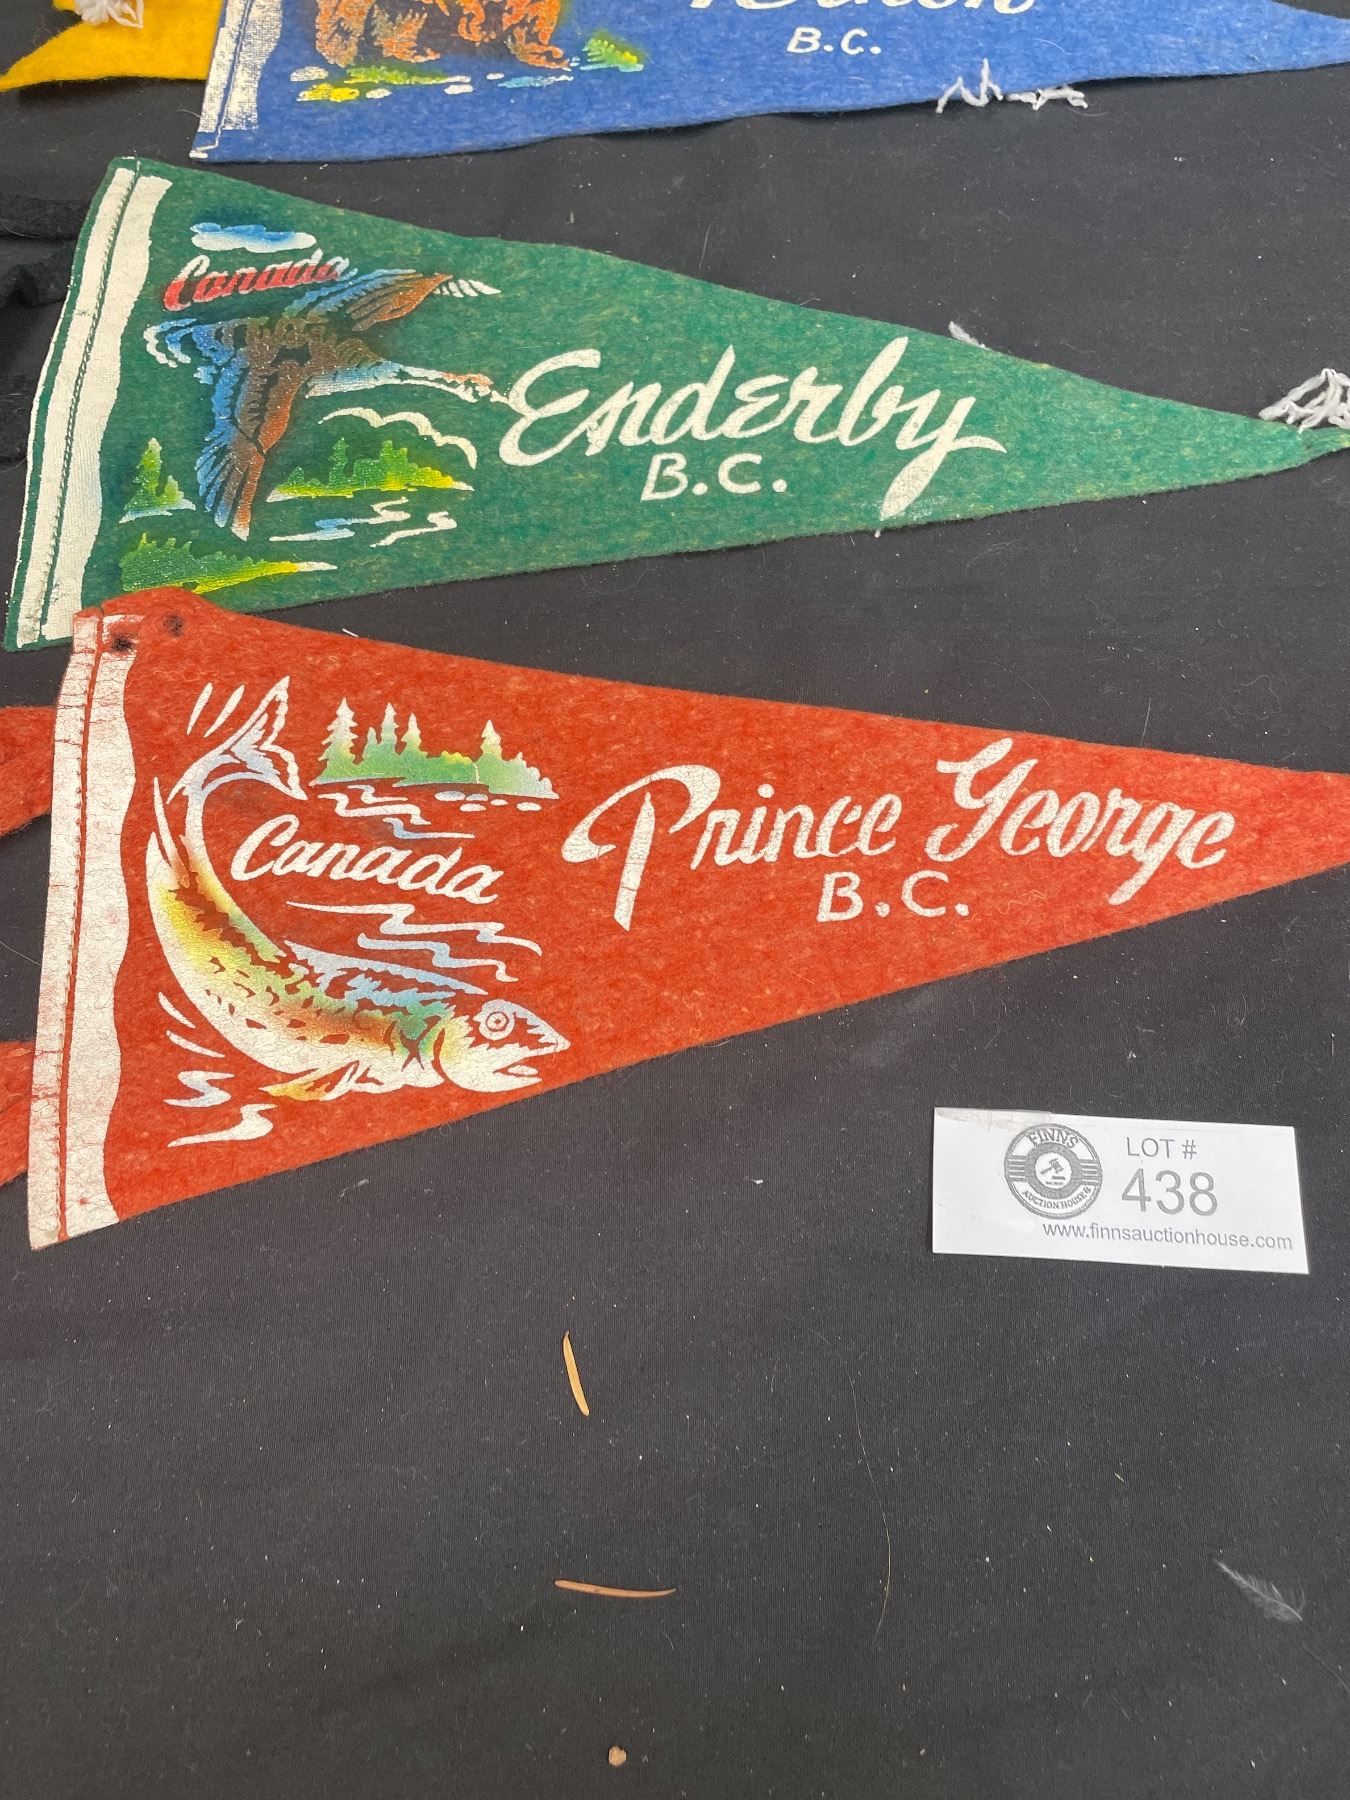 B.C.
Canada
Enderby
B.C.
Prince George
B.C.
Canada
FINNS
AUCTION HOUSE
LOT #
438
www.finnsauctionhouse.com